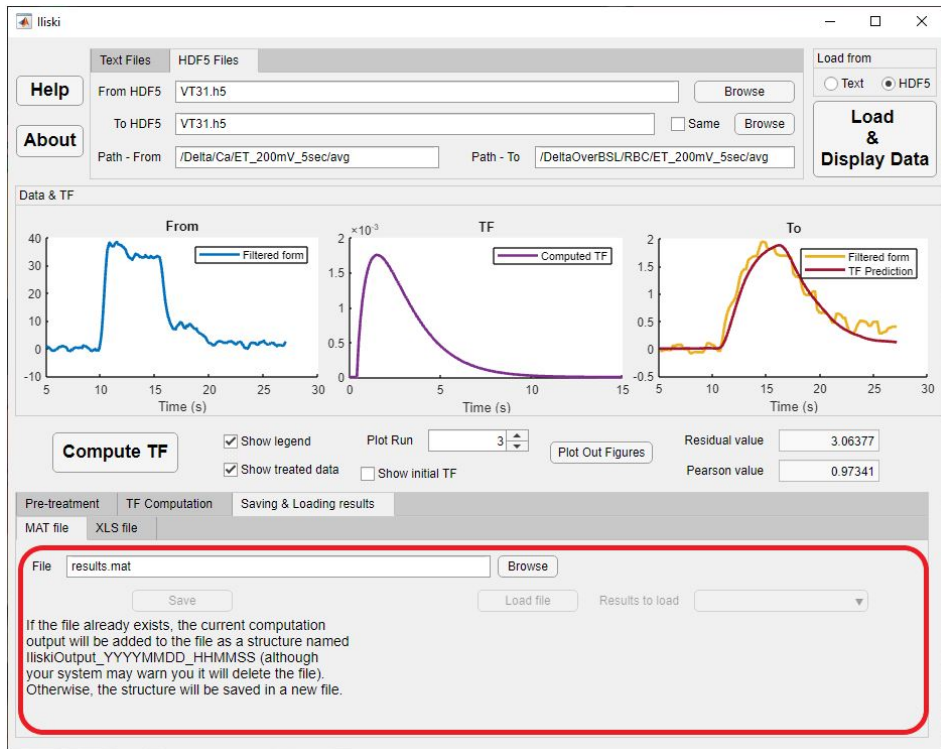 Iliski
Text Files HDF5 Files
Load from
Help
From HDF5 VT31.h5 Browse
Text HDF5
To HDF5 VT31.h5 Same Browse
Load
&
Display Data
About
Path - From /Delta/Ca/ET_200mV_5sec/avg Path - To /DeltaOverBSL/RBC/ET_200mV_5sec/avg
Data & TF
From
40
30
20
10
0
-10
5 10 15 20 25 30
Time (s)
Filtered form
TF
×10-3
2
1.5
1
0.5
0
0 5 10 15
Time (s)
Computed TF
To
2
1.5
1
0.5
0
-0.5
5 10 15 20 25 30
Time (s)
Filtered form
TF Prediction
Compute TF
Show legend Plot Run 3
Show treated data Show initial TF
Plot Out Figures
Residual value 3.06377
Pearson value 0.97341
Pre-treatment TF Computation Saving & Loading results
MAT file XLS file
File results.mat Browse
Save Load file Results to load
If the file already exists, the current computation
output will be added to the file as a structure named
IliskiOutput_YYYYMMDD_HHMMSS (although
your system may warn you it will delete the file).
Otherwise, the structure will be saved in a new file.